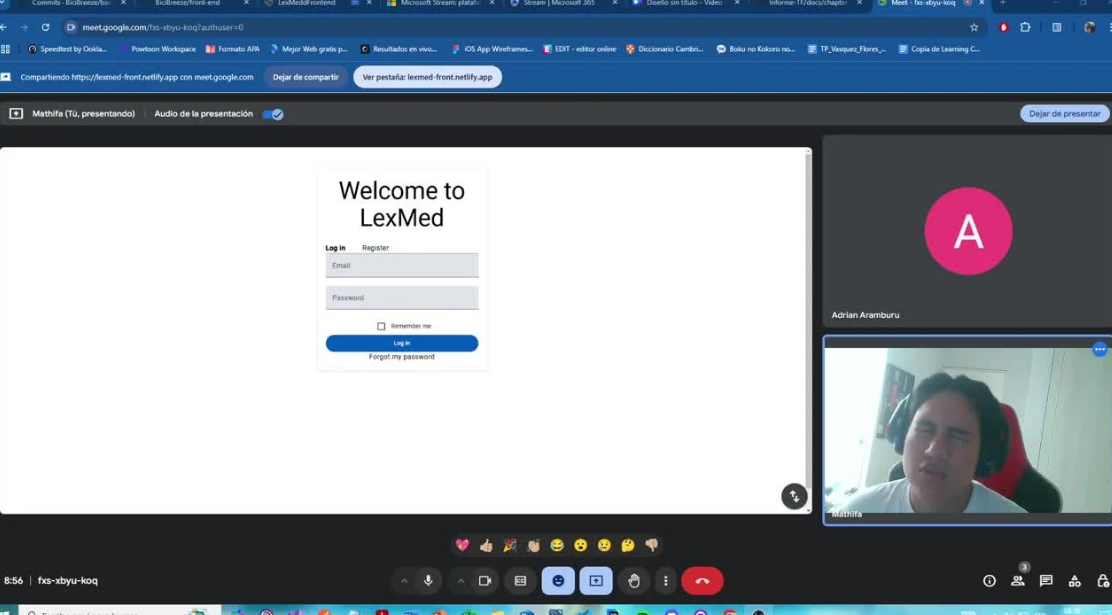 Commits · BiciBreeze/bac
BiciBreeze/front-end
LexMeddFrontend
Microsoft Stream: plataf
Stream | Microsoft 365
Diseño sin título - Video
Informe-IT/docs/chapter
Meet - fxs-xbyu-koq
meet.google.com/fxs-xbyu-koq?authuser=0
Speedtest by Ookla...
Powtoon Workspace
Formato APA
Mejor Web gratis p...
Resultados en vivo...
iOS App Wireframes...
EDIT - editor online
Diccionario Cambri...
Boku no Kokoro no...
TP_Vasquez_Flores_...
Copia de Learning C...
Compartiendo https://lexmed-front.netlify.app con meet.google.com
Dejar de compartir
Ver pestaña: lexmed-front.netlify.app
Mathifa (Tú, presentando)
Audio de la presentación
Dejar de presentar
Welcome to
LexMed
Log in
Register
Email
Password
Remember me
Log in
Forgot my password
A
Adrian Aramburu
Mathifa
8:56 | fxs-xbyu-koq
3